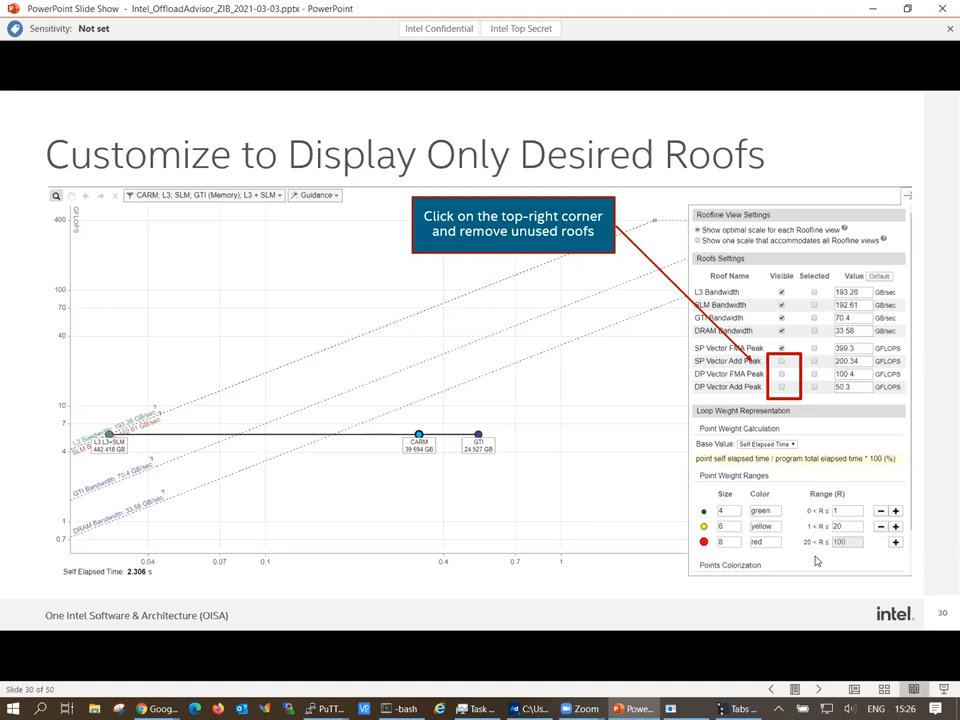 PowerPoint Slide Show - Intel_OffloadAdvisor_ZIB_2021-03-03.pptx - PowerPoint
Sensitivity: Not set
Intel Confidential
Intel Top Secret
Customize to Display Only Desired Roofs
CARM; L3; SLM; GTI (Memory); L3 + SLM
Guidance
GFLOPS
400
100
70
40
10
7
4
1
0.7
0.04
0.07
0.1
0.4
0.7
1
L3 Bandwidth: 193.26 GB/sec
GTI Bandwidth: 70.4 GB/sec
DRAM Bandwidth: 33.58 GB/sec
L3 L3+SLM
442.418 GB
CARM
39.594 GB
GTI
24.927 GB
Self Elapsed Time: 2.306 s
Click on the top-right corner
and remove unused roofs
Roofline View Settings
Show optimal scale for each Roofline view
Show one scale that accommodates all Roofline views
Roofs Settings
Roof Name Visible Selected Value Default
L3 Bandwidth 193.26 GB/sec
SLM Bandwidth 192.61 GB/sec
GTI Bandwidth 70.4 GB/sec
DRAM Bandwidth 33.58 GB/sec
SP Vector FMA Peak 399.3 GFLOPS
SP Vector Add Peak 200.34 GFLOPS
DP Vector FMA Peak 100.4 GFLOPS
DP Vector Add Peak 50.3 GFLOPS
Loop Weight Representation
Point Weight Calculation
Base Value: Self Elapsed Time
point self elapsed time / program total elapsed time * 100 (%)
Point Weight Ranges
Size Color Range (R)
4 green 0 < R ≤ 1
6 yellow 1 < R ≤ 20
8 red 20 < R ≤ 100
Points Colorization
One Intel Software & Architecture (OISA)
intel.
30
Slide 30 of 50
Goog...
PuTT...
-bash
Task ...
C:\Us...
Zoom
Powe...
Tabs ...
ENG
15:26